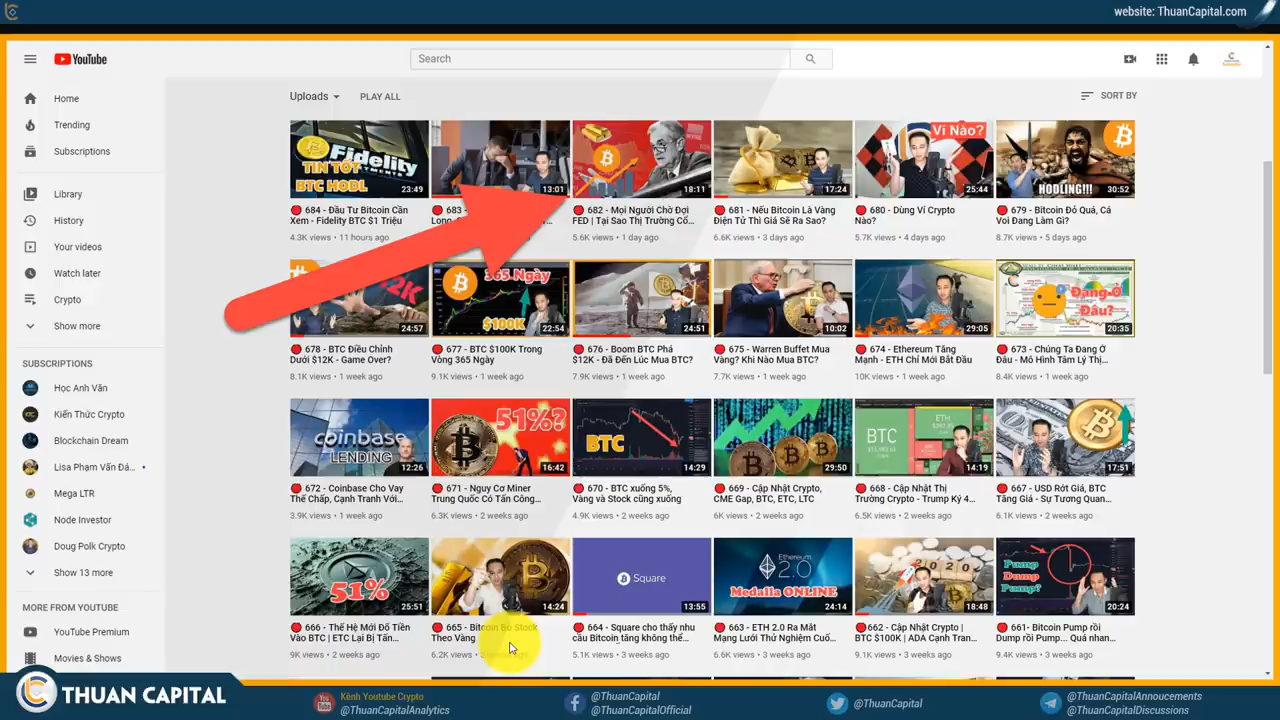 website: ThuanCapital.com
YouTube
Search
Home
Trending
Subscriptions
Library
History
Your videos
Watch later
Crypto
Show more
SUBSCRIPTIONS
Học Anh Văn
Kiến Thức Crypto
Blockchain Dream
Lisa Phạm Vấn Đá...
Mega LTR
Node Investor
Doug Polk Crypto
Show 13 more
MORE FROM YOUTUBE
YouTube Premium
Movies & Shows
Uploads
PLAY ALL
SORT BY
Fidelity
TIN TỐT
BTC HODL
23:49
13:01
18:11
17:24
Ví Nào?
25:44
HODLING!!!
30:52
684 - Đầu Tư Bitcoin Cần
Xem - Fidelity BTC $1 Triệu
4.3K views • 11 hours ago
683 -
Long
682 - Mọi Người Chờ Đợi
FED | Tại Sao Thị Trường Cố...
5.6K views • 1 day ago
681 - Nếu Bitcoin Là Vàng
Điện Tử Thì Giá Sẽ Ra Sao?
6.6K views • 3 days ago
680 - Dùng Ví Crypto
Nào?
5.7K views • 4 days ago
679 - Bitcoin Đỏ Quá, Cá
Voi Đang Làm Gì?
8.7K views • 5 days ago
24:57
365 Ngày
$100K
22:54
24:51
10:02
29:05
Đang Ở
Đâu?
20:35
678 - BTC Điều Chỉnh
Dưới $12K - Game Over?
8.1K views • 1 week ago
677 - BTC $100K Trong
Vòng 365 Ngày
9.1K views • 1 week ago
676 - Boom BTC Phá
$12K - Đã Đến Lúc Mua BTC?
7.9K views • 1 week ago
675 - Warren Buffet Mua
Vàng? Khi Nào Mua BTC?
7.7K views • 1 week ago
674 - Ethereum Tăng
Mạnh - ETH Chỉ Mới Bắt Đầu
10K views • 1 week ago
673 - Chúng Ta Đang Ở
Đâu - Mô Hình Tâm Lý Thị...
8.4K views • 1 week ago
coinbase
LENDING
12:26
51%?
16:42
BTC
14:29
29:50
BTC
ETH
14:19
17:51
672 - Coinbase Cho Vay
Thế Chấp, Cạnh Tranh Với...
3.9K views • 1 week ago
671 - Nguy Cơ Miner
Trung Quốc Có Tấn Công...
6.3K views • 2 weeks ago
670 - BTC xuống 5%,
Vàng và Stock cũng xuống
4.9K views • 2 weeks ago
669 - Cập Nhật Crypto,
CME Gap, BTC, ETC, LTC
6K views • 2 weeks ago
668 - Cập Nhật Thị
Trường Crypto - Trump Ký 4...
6.5K views • 2 weeks ago
667 - USD Rớt Giá, BTC
Tăng Giá - Sự Tương Quan...
6.1K views • 2 weeks ago
51%
25:51
14:24
Square
13:55
Ethereum
2.0
Medalla ONLINE
24:14
2020
18:48
Pump
Dump
Pump?
20:24
666 - Thế Hệ Mới Đổ Tiền
Vào BTC | ETC Lại Bị Tấn...
9K views • 2 weeks ago
665 - Bitcoin Bỏ Stock
Theo Vàng
6.2K views
664 - Square cho thấy nhu
cầu Bitcoin tăng không thể...
5.1K views • 3 weeks ago
663 - ETH 2.0 Ra Mắt
Mạng Lưới Thử Nghiệm Cuố...
6.6K views • 3 weeks ago
662 - Cập Nhật Crypto |
BTC $100K | ADA Cạnh Tran...
9.1K views • 3 weeks ago
661- Bitcoin Pump rồi
Dump rồi Pump... Quá nhan...
9.4K views • 3 weeks ago
THUAN CAPITAL
Kênh Youtube Crypto
@ThuanCapitalAnalytics
@ThuanCapital
@ThuanCapitalOfficial
@ThuanCapital
@ThuanCapitalAnnoucements
@ThuanCapitalDiscussions